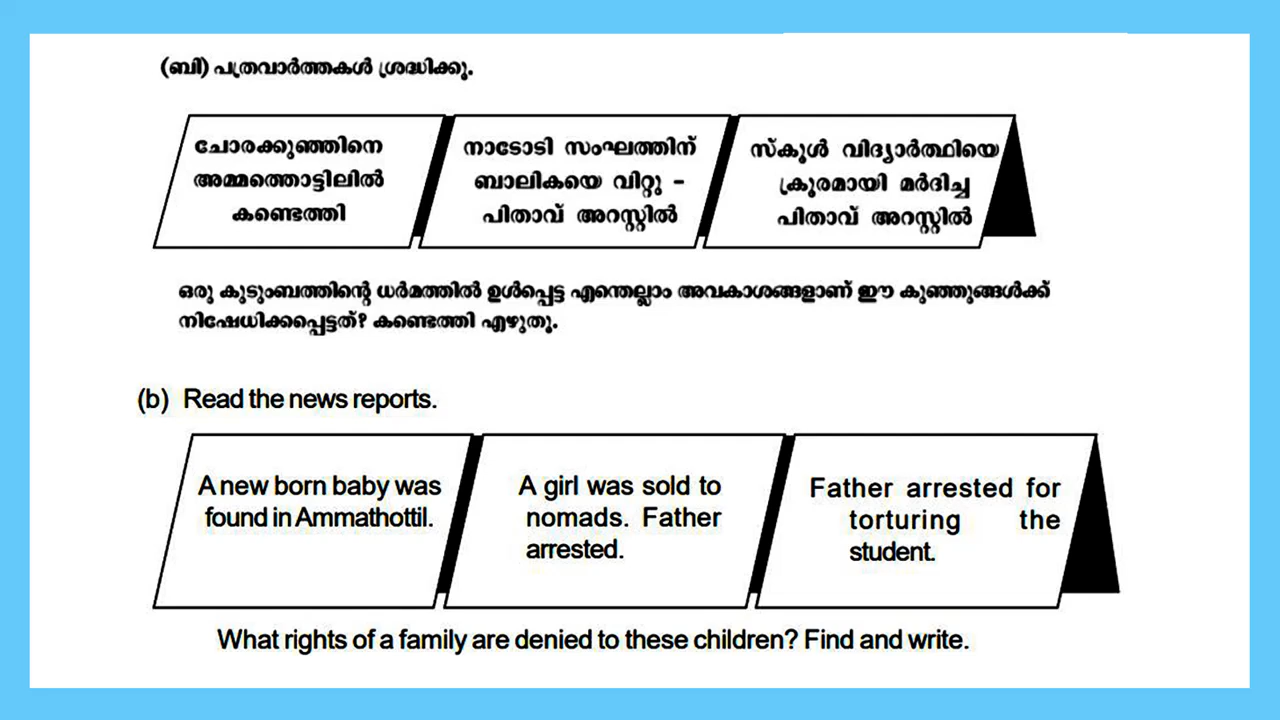 (ബി) പത്രവാർത്തകൾ ശ്രദ്ധിക്കൂ.
ചോരക്കുഞ്ഞിനെ
അമ്മത്തൊട്ടിലിൽ
കണ്ടെത്തി
നാടോടി സംഘത്തിന്
ബാലികയെ വിറ്റു –
പിതാവ് അറസ്റ്റിൽ
സ്കൂൾ വിദ്യാർത്ഥിയെ
ക്രൂരമായി മർദിച്ച
പിതാവ് അറസ്റ്റിൽ
ഒരു കുടുംബത്തിന്റെ ധർമത്തിൽ ഉൾപ്പെട്ട എന്തെല്ലാം അവകാശങ്ങളാണ് ഈ കുഞ്ഞുങ്ങൾക്ക്
നിഷേധിക്കപ്പെട്ടത്? കണ്ടെത്തി എഴുതൂ.
(b) Read the news reports.
A new born baby was
found in Ammathottil.
A girl was sold to
nomads. Father
arrested.
Father arrested for
torturing the
student.
What rights of a family are denied to these children? Find and write.